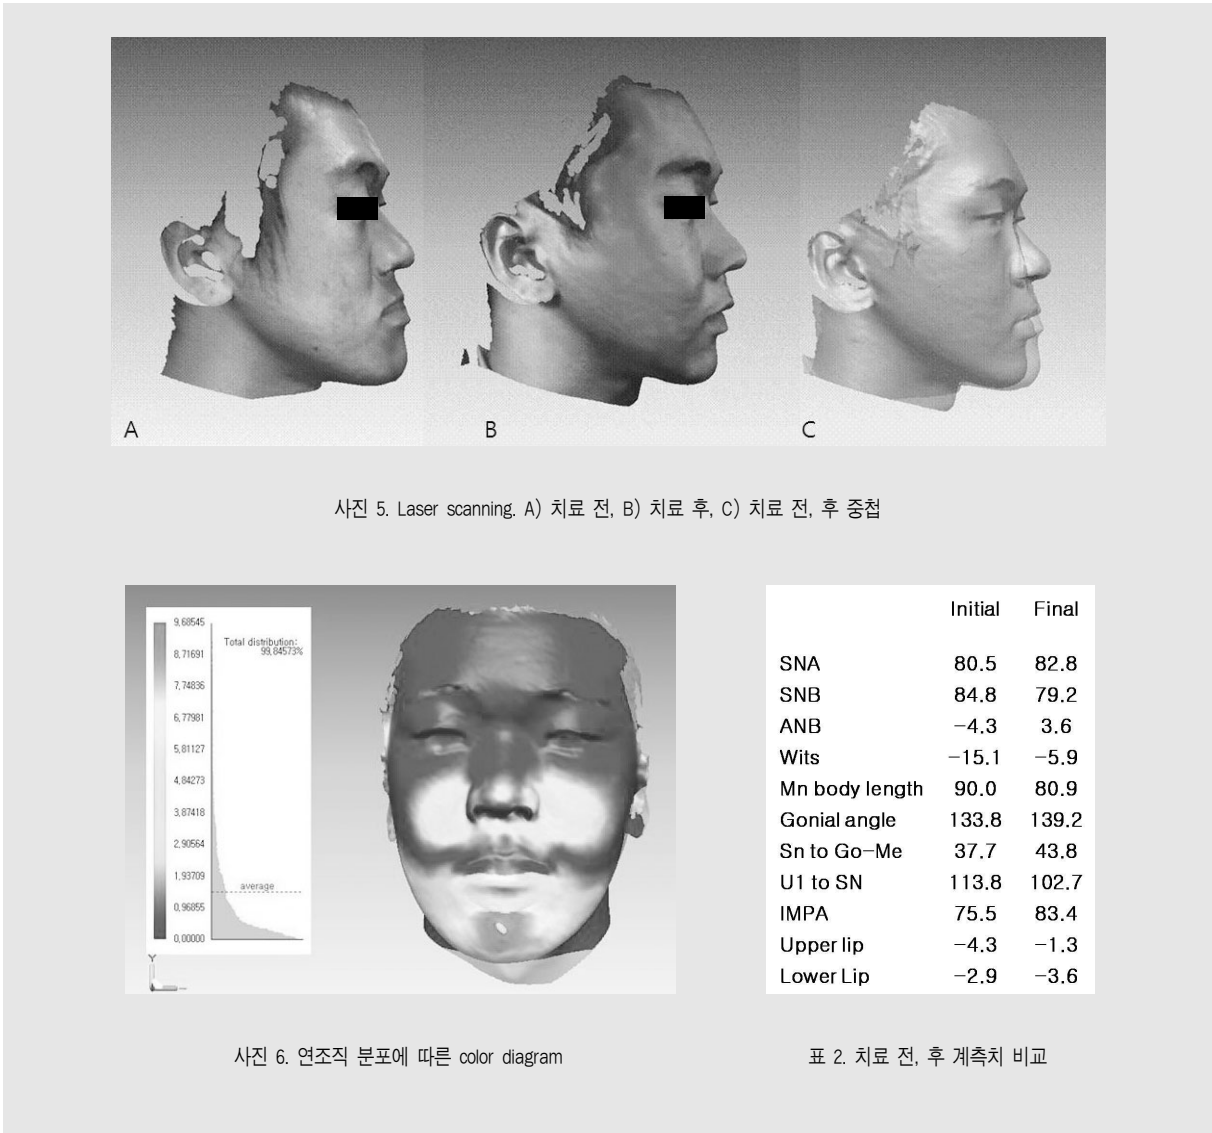 A
B
C
사진 5. Laser scanning. A) 치료 전, B) 치료 후, C) 치료 전, 후 중첩
9,68545
8,71691
7,74836
6,77981
5,81127
4,84273
3,87418
2,90564
1,93709
0,96855
0,00000
Total distribution:
99,84573%
average
Y
사진 6. 연조직 분포에 따른 color diagram
Initial Final
SNA 80.5 82.8
SNB 84.8 79.2
ANB −4.3 3.6
Wits −15.1 −5.9
Mn body length 90.0 80.9
Gonial angle 133.8 139.2
Sn to Go−Me 37.7 43.8
U1 to SN 113.8 102.7
IMPA 75.5 83.4
Upper lip −4.3 −1.3
Lower Lip −2.9 −3.6
표 2. 치료 전, 후 계측치 비교